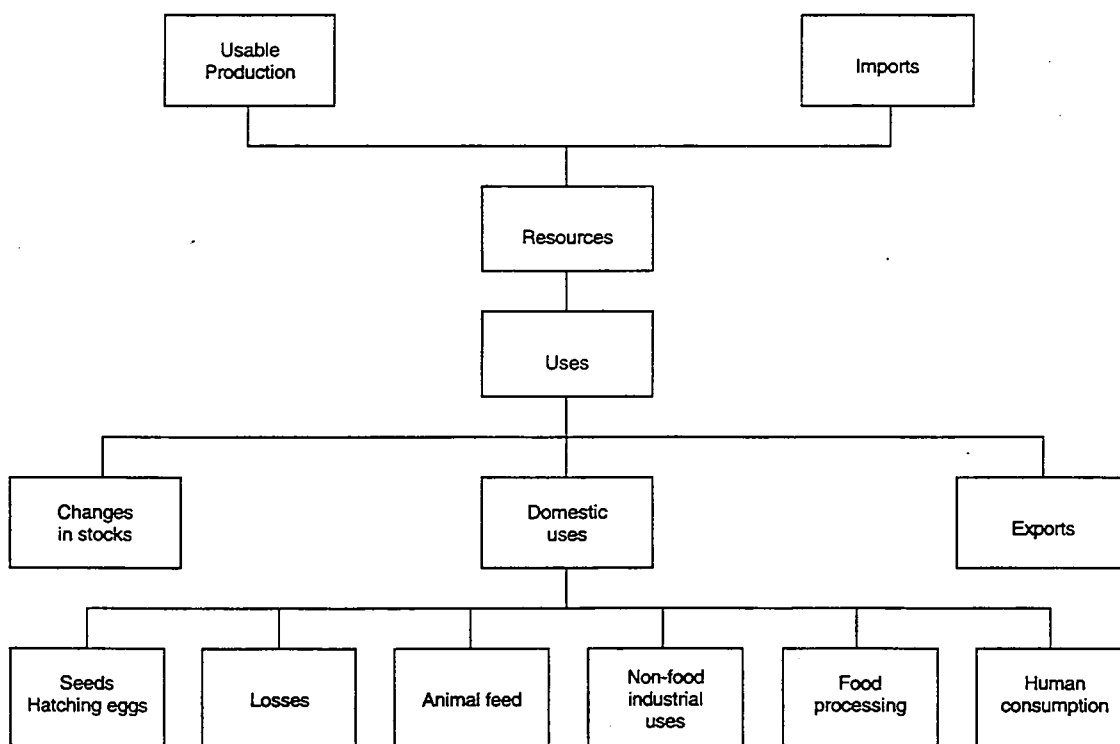 Usable
Production
Imports
Resources
Uses
Changes
in stocks
Domestic
uses
Exports
Seeds
Hatching eggs
Losses
Animal feed
Non-food
industrial
uses
Food
processing
Human
consumption